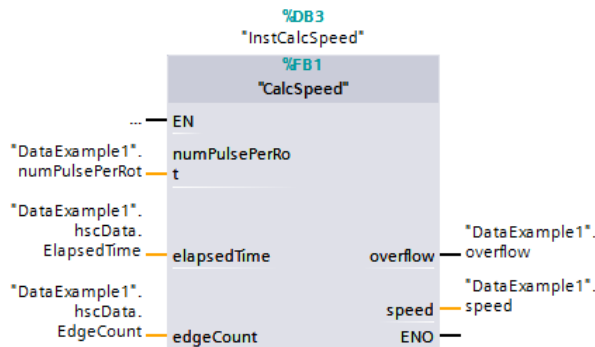 %DB3
"InstCalcSpeed"
%FB1
"CalcSpeed"
... EN
"DataExample1".
numPulsePerRot
numPulsePerRo
t
"DataExample1".
hscData.
ElapsedTime
elapsedTime
overflow
"DataExample1".
overflow
"DataExample1".
hscData.
EdgeCount
edgeCount
speed
"DataExample1".
speed
ENO